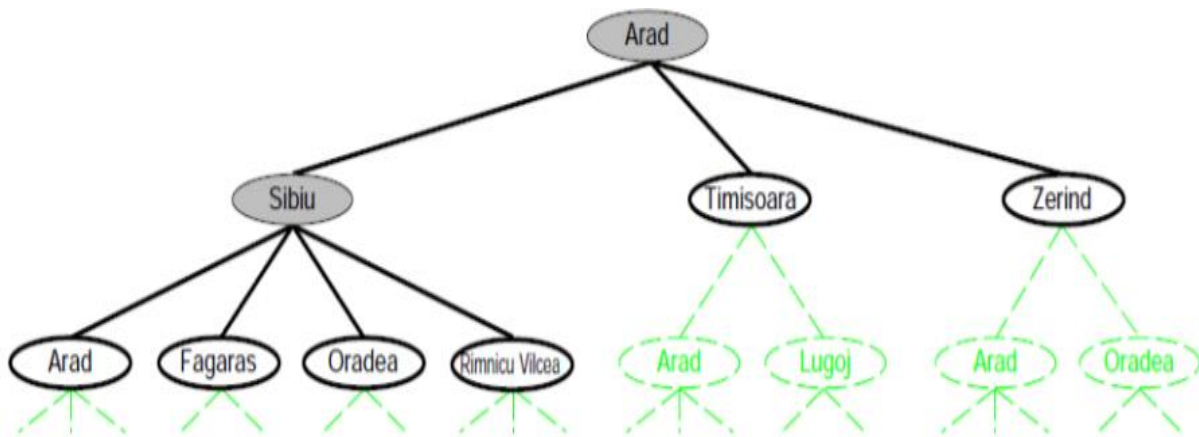 Arad
Sibiu
Timisoara
Zerind
Arad
Fagaras
Oradea
Rimnicu Vilcea
Arad
Lugoj
Arad
Oradea